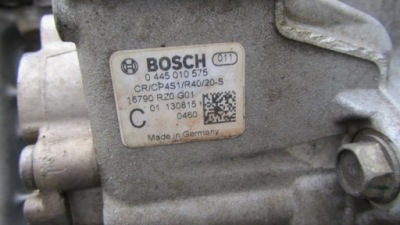 BOSCH 011
0 445 010 575
CR/CP4S1/R40/20-S
16790 RZ0 G01
C 01 130815
0460
Made in Germany